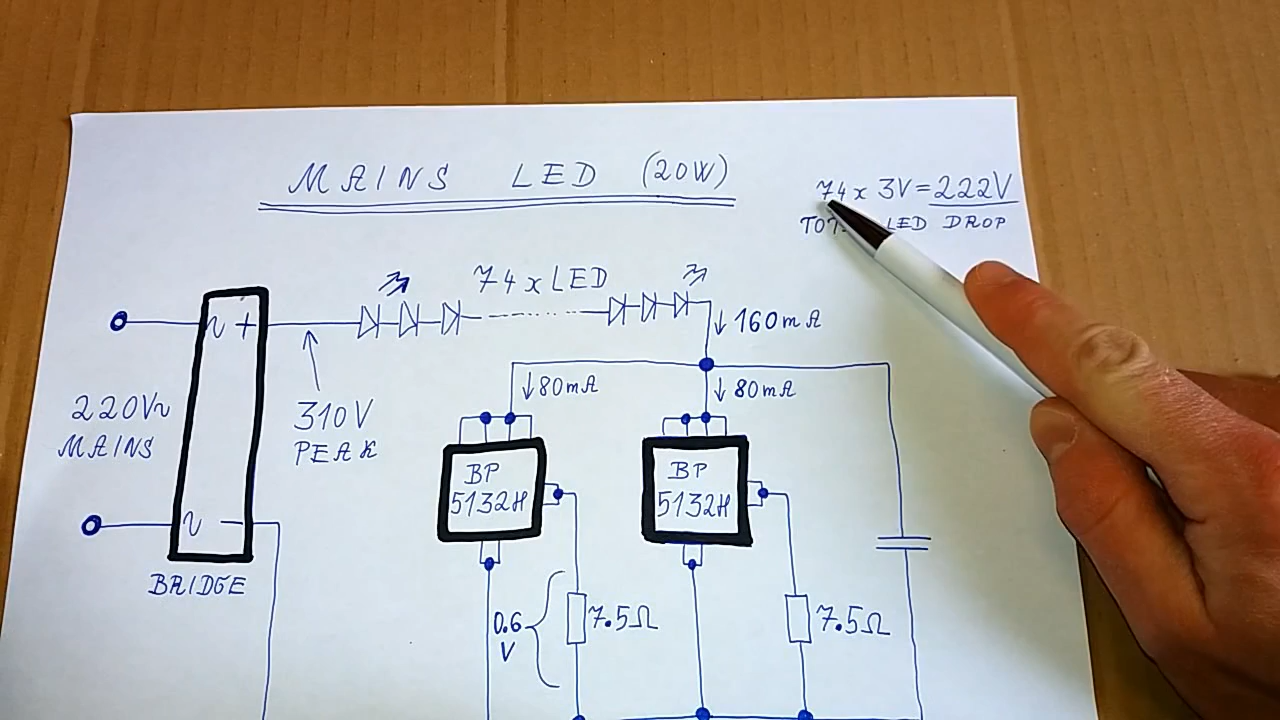 MAINS LED (20W)
74 x 3V = 222V
LED DROP
74 x LED
160mA
80mA
80mA
220V~
MAINS
310V
PEAK
~ +
~ −
BRIDGE
BP
5132H
BP
5132H
0.6
V
7.5Ω
7.5Ω